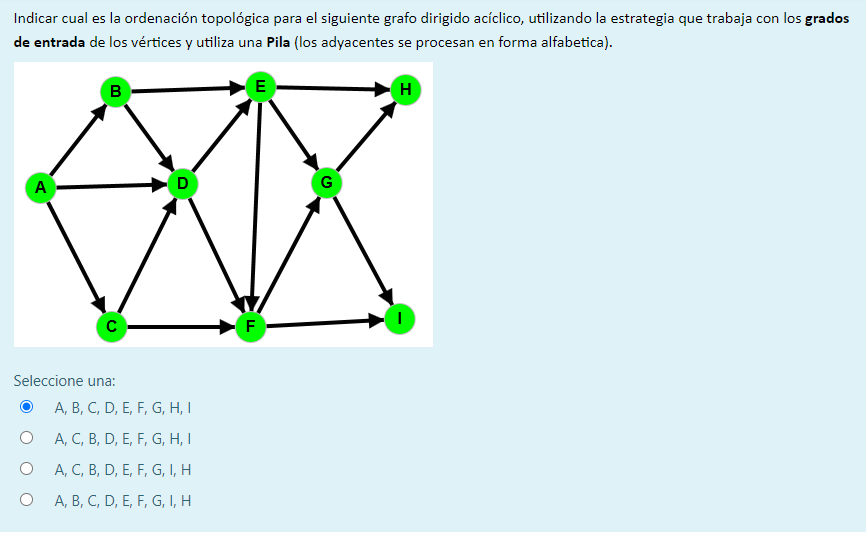 Indicar cual es la ordenación topológica para el siguiente grafo dirigido acíclico, utilizando la estrategia que trabaja con los grados
de entrada de los vértices y utiliza una Pila (los adyacentes se procesan en forma alfabetica).
B
E
H
A
D
G
C
F
I
Seleccione una:
A, B, C, D, E, F, G, H, I
A, C, B, D, E, F, G, H, I
A, C, B, D, E, F, G, I, H
A, B, C, D, E, F, G, I, H